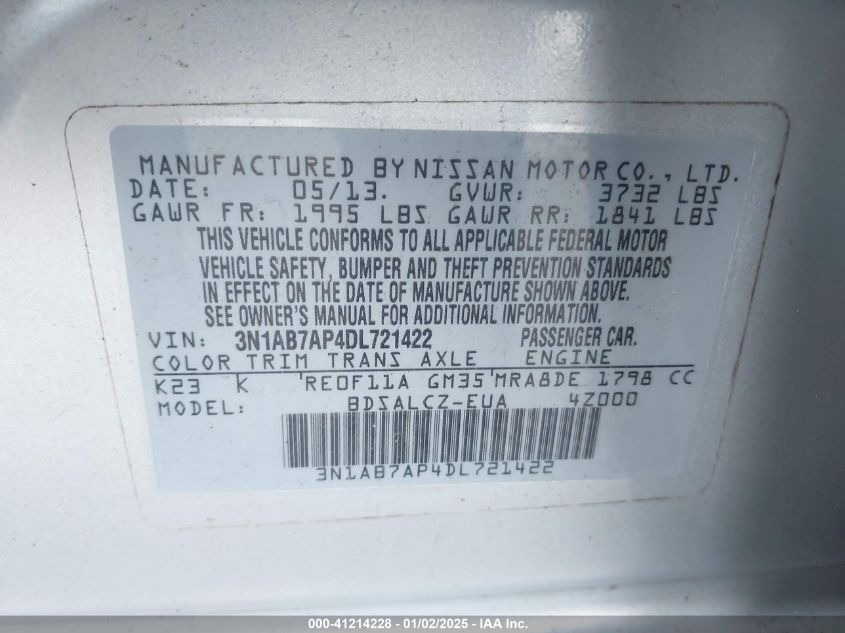 MANUFACTURED BY NISSAN MOTOR CO., LTD.
DATE: 05/13. GVWR: 3732 LBS
GAWR FR: 1995 LBS GAWR RR: 1841 LBS
THIS VEHICLE CONFORMS TO ALL APPLICABLE FEDERAL MOTOR
VEHICLE SAFETY, BUMPER AND THEFT PREVENTION STANDARDS
IN EFFECT ON THE DATE OF MANUFACTURE SHOWN ABOVE.
SEE OWNER'S MANUAL FOR ADDITIONAL INFORMATION.
VIN: 3N1AB7AP4DL721422 PASSENGER CAR.
COLOR TRIM TRANS AXLE ENGINE
K23 K 'RE0F11A GM35'MRA8DE 1798 CC
MODEL: BDSALCZ-EUA 4Z000
3N1AB7AP4DL721422
000-41214228 - 01/02/2025 - IAA Inc.